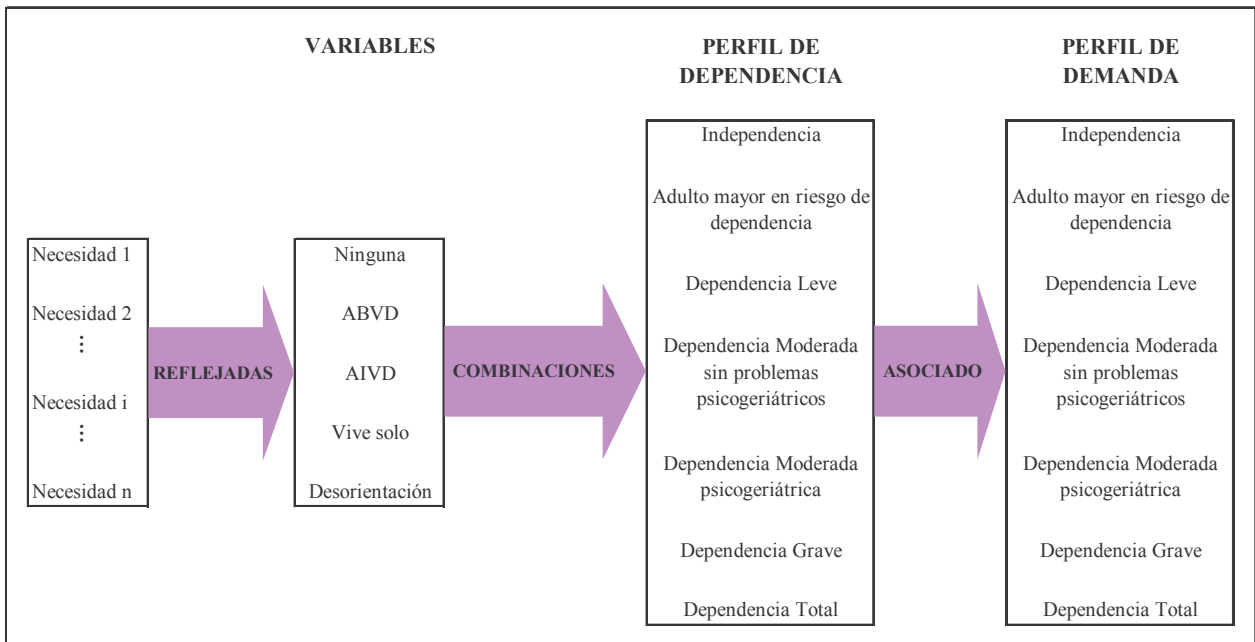 VARIABLES
PERFIL DE
DEPENDENCIA
PERFIL DE
DEMANDA
Necesidad 1
Necesidad 2
⋮
Necesidad i
⋮
Necesidad n
REFLEJADAS
Ninguna
ABVD
AIVD
Vive solo
Desorientación
COMBINACIONES
Independencia
Adulto mayor en riesgo de
dependencia
Dependencia Leve
Dependencia Moderada
sin problemas
psicogeriátricos
Dependencia Moderada
psicogeriátrica
Dependencia Grave
Dependencia Total
ASOCIADO
Independencia
Adulto mayor en riesgo de
dependencia
Dependencia Leve
Dependencia Moderada
sin problemas
psicogeriátricos
Dependencia Moderada
psicogeriátrica
Dependencia Grave
Dependencia Total